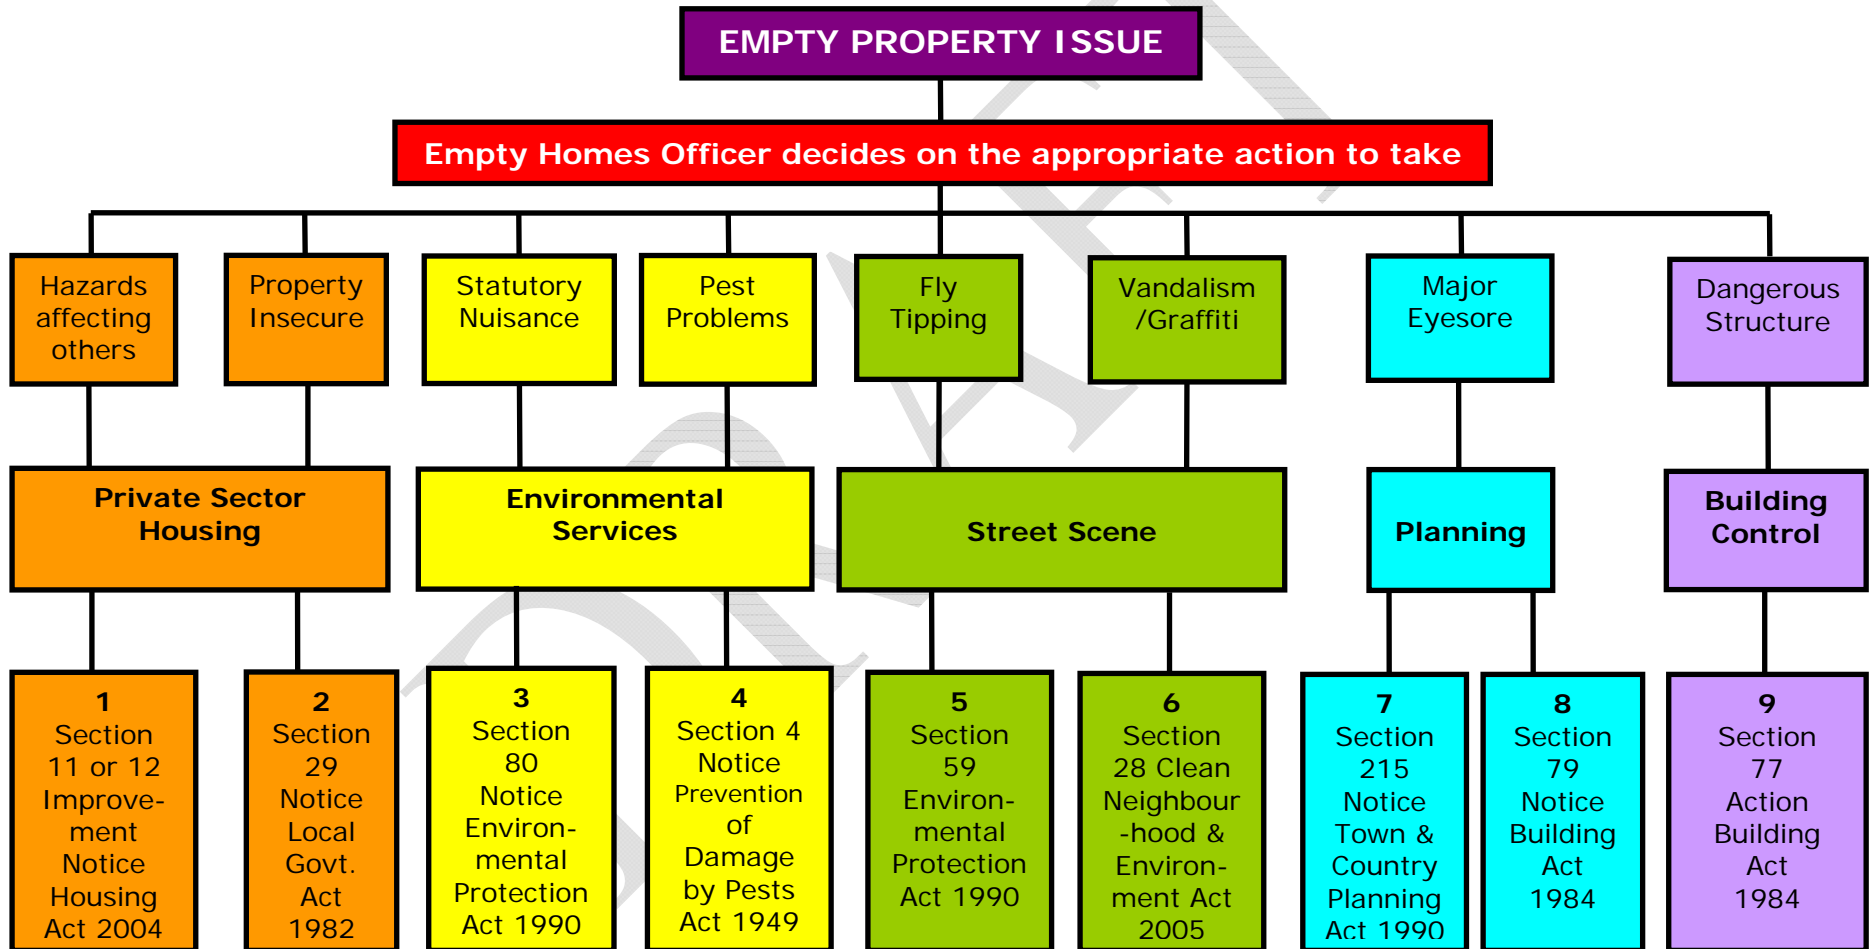 EMPTY PROPERTY ISSUE
Empty Homes Officer decides on the appropriate action to take
Hazards
affecting
others
Property
Insecure
Statutory
Nuisance
Pest
Problems
Fly
Tipping
Vandalism
/Graffiti
Major
Eyesore
Dangerous
Structure
Private Sector
Housing
Environmental
Services
Street Scene
Planning
Building
Control
1
Section
11 or 12
Improve-
ment
Notice
Housing
Act 2004
2
Section
29
Notice
Local
Govt.
Act
1982
3
Section
80
Notice
Environ-
mental
Protection
Act 1990
4
Section 4
Notice
Prevention
of
Damage
by Pests
Act 1949
5
Section
59
Environ-
mental
Protection
Act 1990
6
Section
28 Clean
Neighbour
-hood &
Environ-
ment Act
2005
7
Section
215
Notice
Town &
Country
Planning
Act 1990
8
Section
79
Notice
Building
Act
1984
9
Section
77
Action
Building
Act
1984
DRAFT